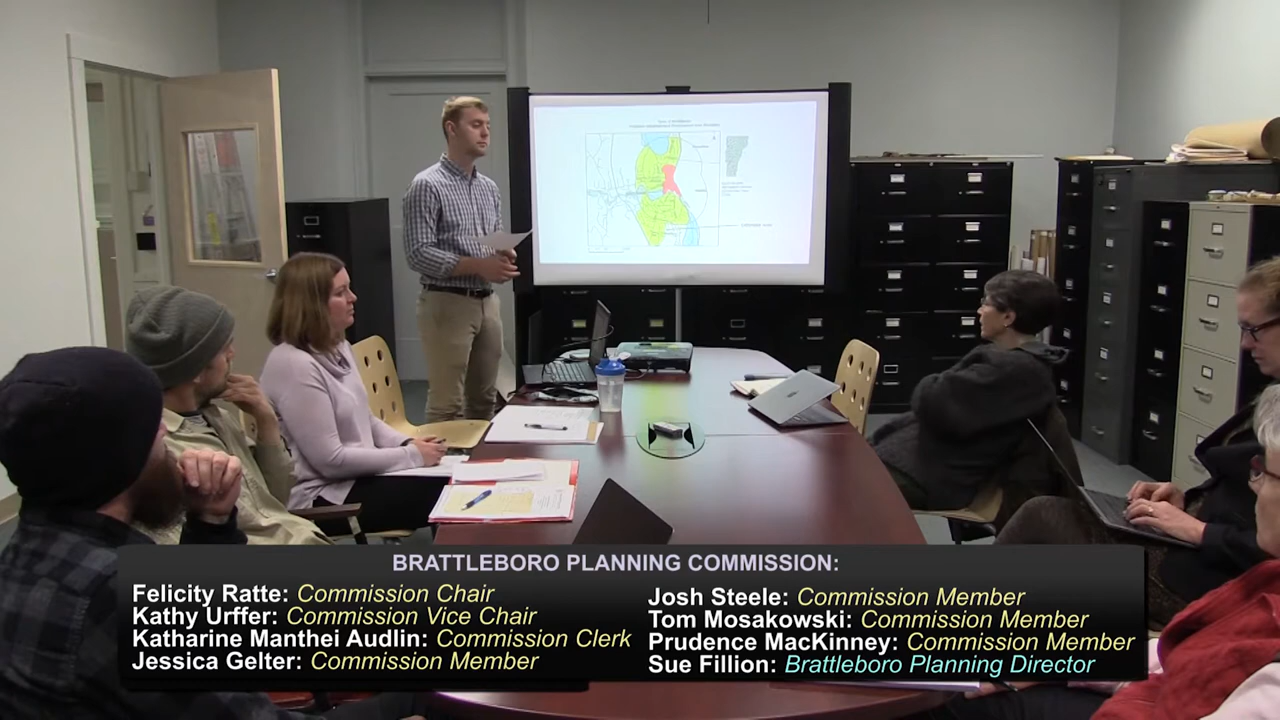 BRATTLEBORO PLANNING COMMISSION:
Felicity Ratte: Commission Chair
Kathy Urffer: Commission Vice Chair
Katharine Manthei Audlin: Commission Clerk
Jessica Gelter: Commission Member
Josh Steele: Commission Member
Tom Mosakowski: Commission Member
Prudence MacKinney: Commission Member
Sue Fillion: Brattleboro Planning Director